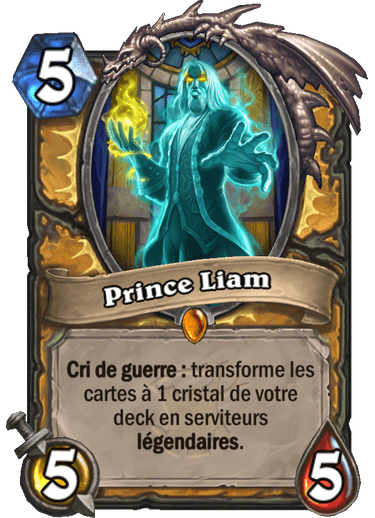 5
Prince Liam
Cri de guerre : transforme les
cartes à 1 cristal de votre
deck en serviteurs
légendaires.
5
5